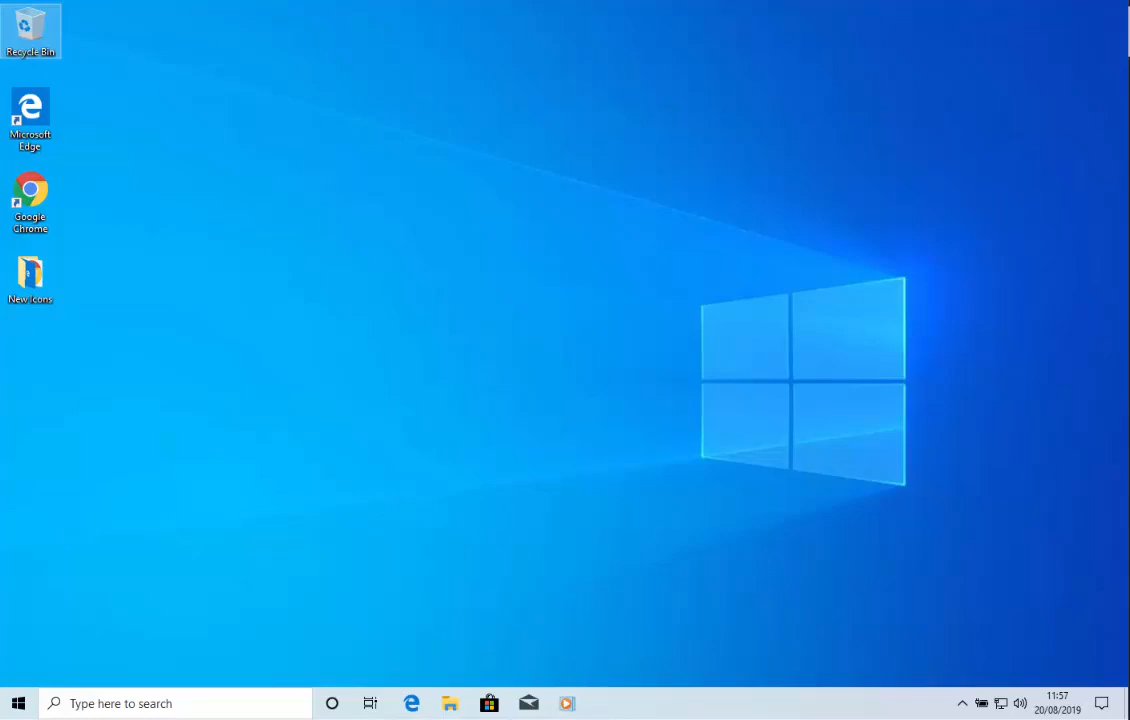 Recycle Bin
Microsoft
Edge
Google
Chrome
New icons
Type here to search
11:57
20/08/2019